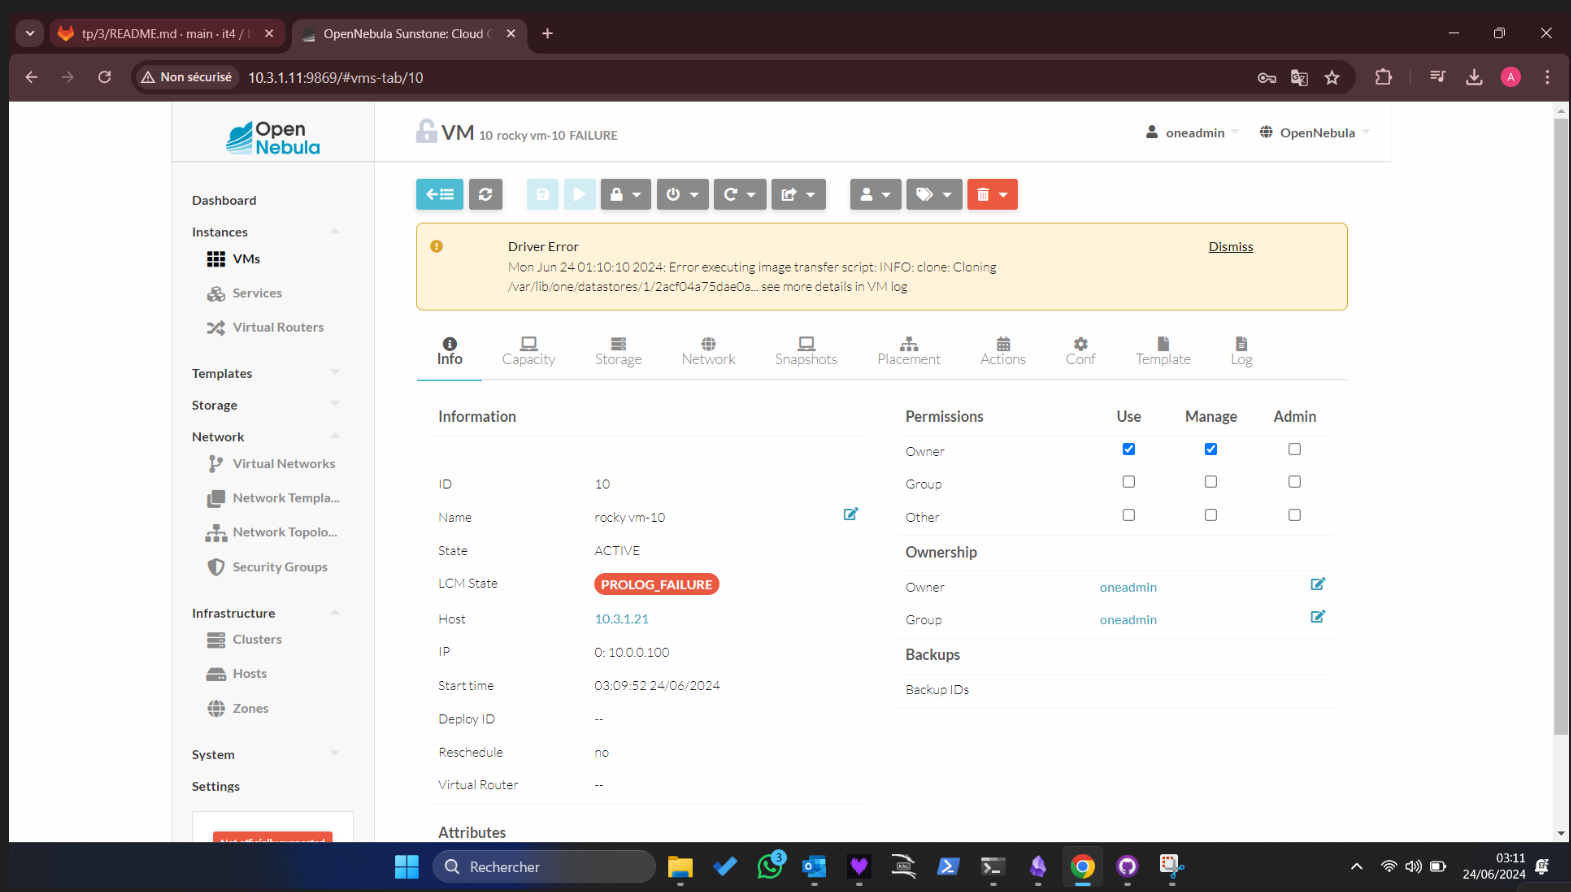 tp/3/README.md · main · it4 /
OpenNebula Sunstone: Cloud
Non sécurisé
10.3.1.11:9869/#vms-tab/10
A
Open
Nebula
VM 10 rocky vm-10 FAILURE
oneadmin
OpenNebula
Dashboard
Instances
VMs
Services
Virtual Routers
Templates
Storage
Network
Virtual Networks
Network Templa...
Network Topolo...
Security Groups
Infrastructure
Clusters
Hosts
Zones
System
Settings
Driver Error
Dismiss
Mon Jun 24 01:10:10 2024: Error executing image transfer script: INFO: clone: Cloning
/var/lib/one/datastores/1/2acf04a75dae0a... see more details in VM log
Info
Capacity
Storage
Network
Snapshots
Placement
Actions
Conf
Template
Log
Information
ID 10
Name rocky vm-10
State ACTIVE
LCM State PROLOG_FAILURE
Host 10.3.1.21
IP 0: 10.0.0.100
Start time 03:09:52 24/06/2024
Deploy ID --
Reschedule no
Virtual Router --
Attributes
Permissions Use Manage Admin
Owner
Group
Other
Ownership
Owner oneadmin
Group oneadmin
Backups
Backup IDs
Rechercher
3
03:11
24/06/2024